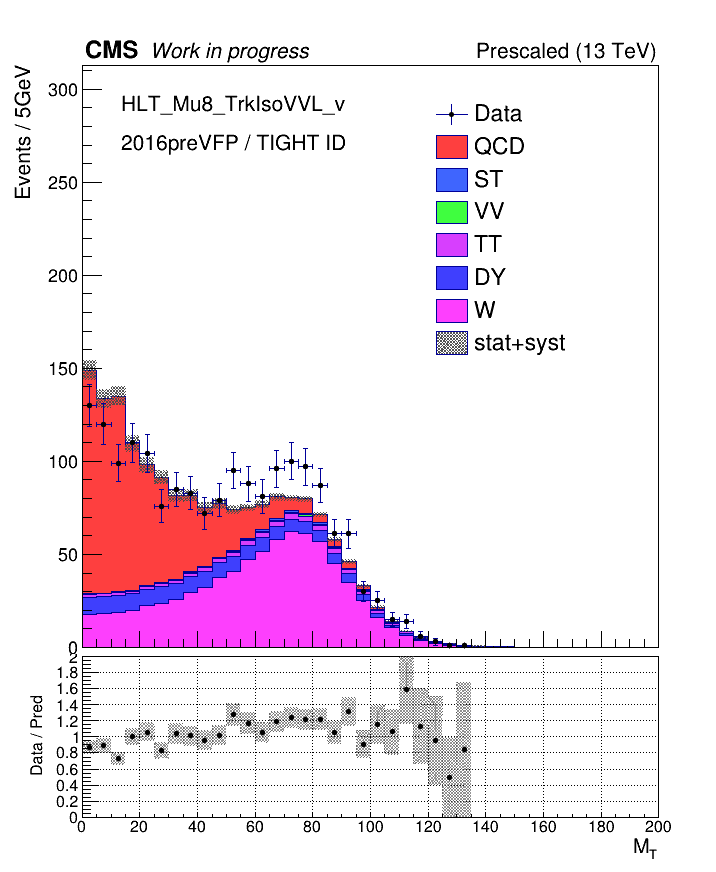 CMS Work in progress Prescaled (13 TeV)
Events / 5GeV
300
250
200
150
100
50
0
HLT_Mu8_TrkIsoVVL_v
2016preVFP / TIGHT ID
Data
QCD
ST
VV
TT
DY
W
stat+syst
Data / Pred
2
1.8
1.6
1.4
1.2
1
0.8
0.6
0.4
0.2
0
0 20 40 60 80 100 120 140 160 180 200
M_T